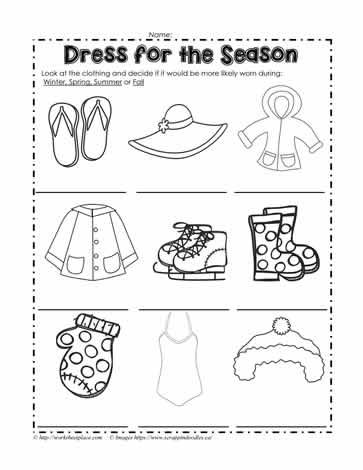 Name:
Dress for the Season
Look at the clothing and decide if it would be more likely worn during:
Winter, Spring, Summer or Fall
© http://worksheetplace.com © Images https://www.scrappindoodles.ca/